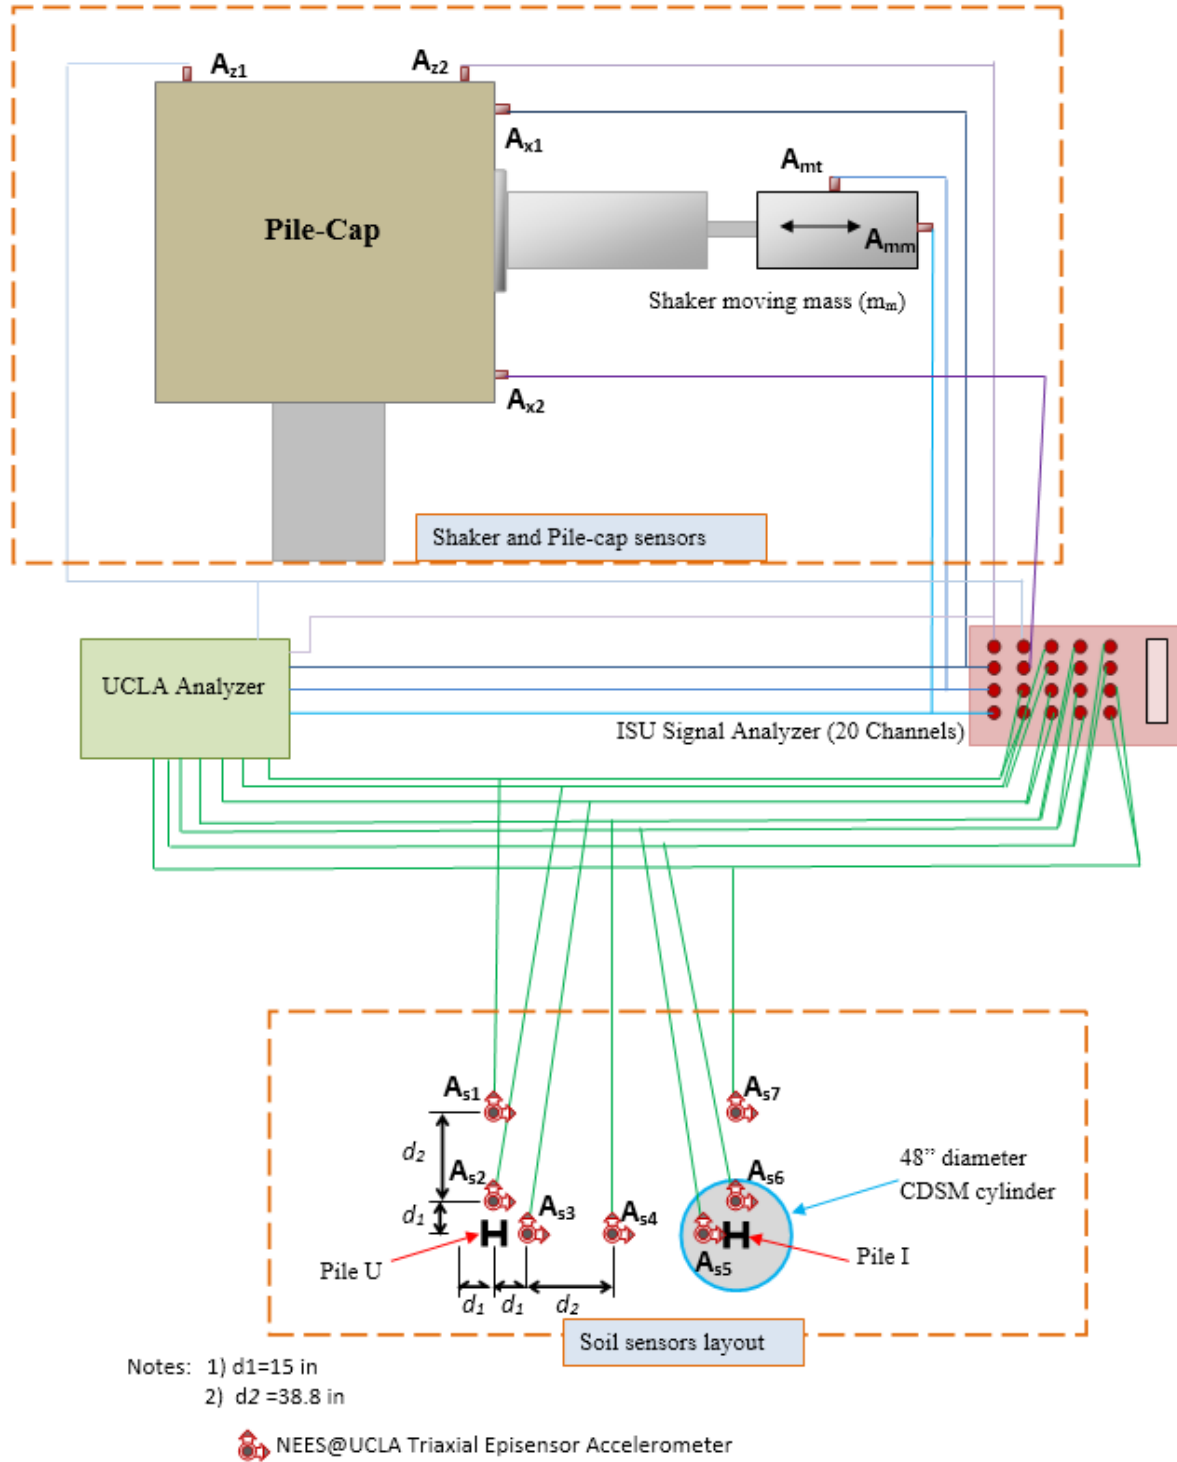 Az1
Az2
Ax1
Amt
Pile-Cap
Amm
Shaker moving mass (mm)
Ax2
Shaker and Pile-cap sensors
UCLA Analyzer
ISU Signal Analyzer (20 Channels)
As1
As7
d2
As2
As6
48” diameter
CDSM cylinder
d1
As3
As4
As5
Pile U
Pile I
d1
d1
d2
Soil sensors layout
Notes: 1) d1=15 in
2) d2 =38.8 in
NEES@UCLA Triaxial Episensor Accelerometer